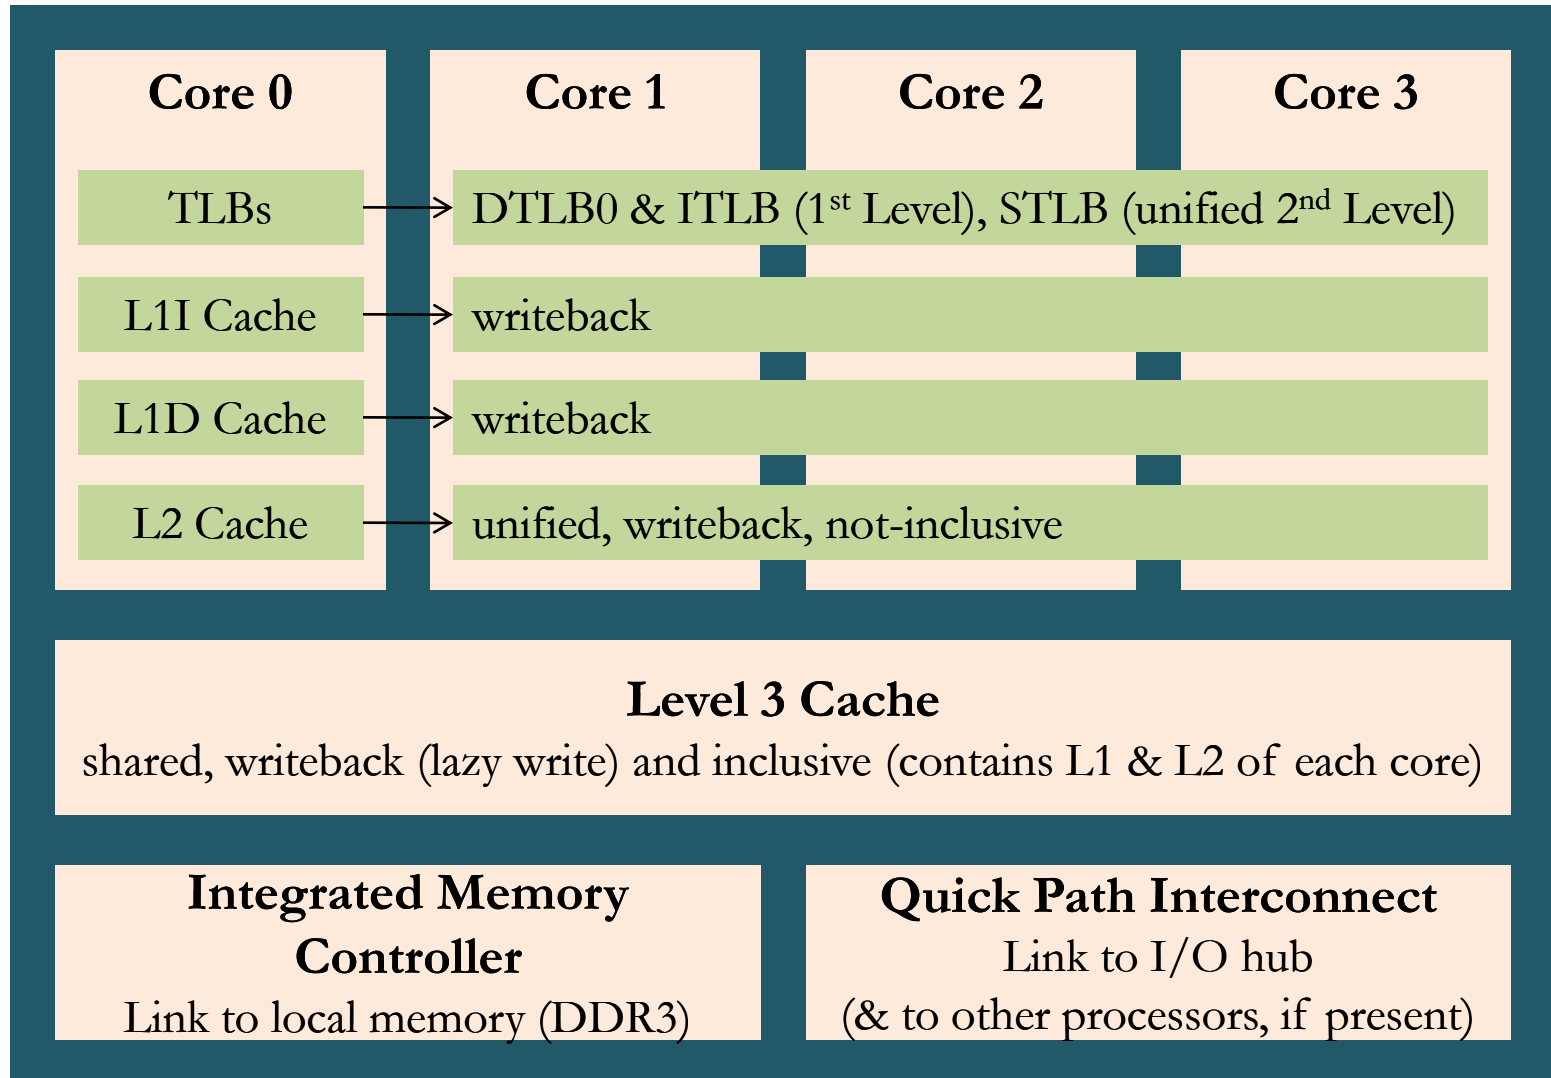 Core 0
Core 1
Core 2
Core 3
TLBs
DTLB0 & ITLB (1st Level), STLB (unified 2nd Level)
L1I Cache
writeback
L1D Cache
writeback
L2 Cache
unified, writeback, not-inclusive
Level 3 Cache
shared, writeback (lazy write) and inclusive (contains L1 & L2 of each core)
Integrated Memory
Controller
Link to local memory (DDR3)
Quick Path Interconnect
Link to I/O hub
(& to other processors, if present)